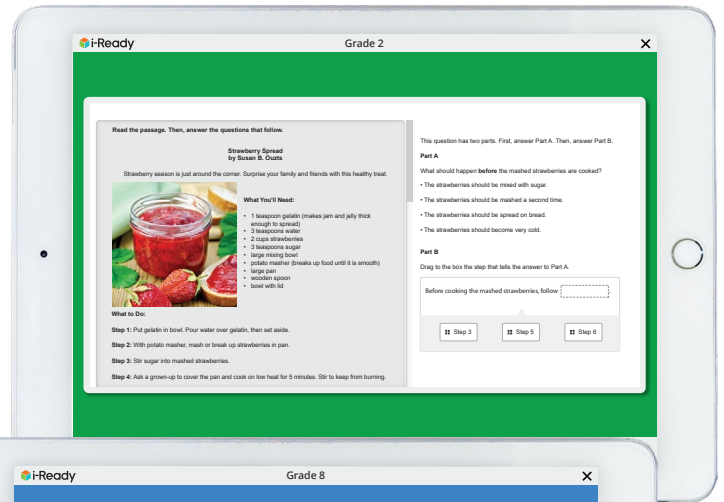 i-Ready
Grade 2
Read the passage. Then, answer the questions that follow.
Strawberry Spread
by Susan B. Ouzts
Strawberry season is just around the corner. Surprise your family and friends with this healthy treat.
What You'll Need:
• 1 teaspoon gelatin (makes jam and jelly thick
enough to spread)
• 3 teaspoons water
• 2 cups strawberries
• 3 teaspoons sugar
• large mixing bowl
• potato masher (breaks up food until it is smooth)
• large pan
• wooden spoon
• bowl with lid
What to Do:
Step 1: Put gelatin in bowl. Pour water over gelatin, then set aside.
Step 2: With potato masher, mash or break up strawberries in pan.
Step 3: Stir sugar into mashed strawberries.
Step 4: Ask a grown-up to cover the pan and cook on low heat for 5 minutes. Stir to keep from burning.
This question has two parts. First, answer Part A. Then, answer Part B.
Part A
What should happen before the mashed strawberries are cooked?
• The strawberries should be mixed with sugar.
• The strawberries should be mashed a second time.
• The strawberries should be spread on bread.
• The strawberries should become very cold.
Part B
Drag to the box the step that tells the answer to Part A.
Before cooking the mashed strawberries, follow .
Step 3
Step 5
Step 6
i-Ready
Grade 8